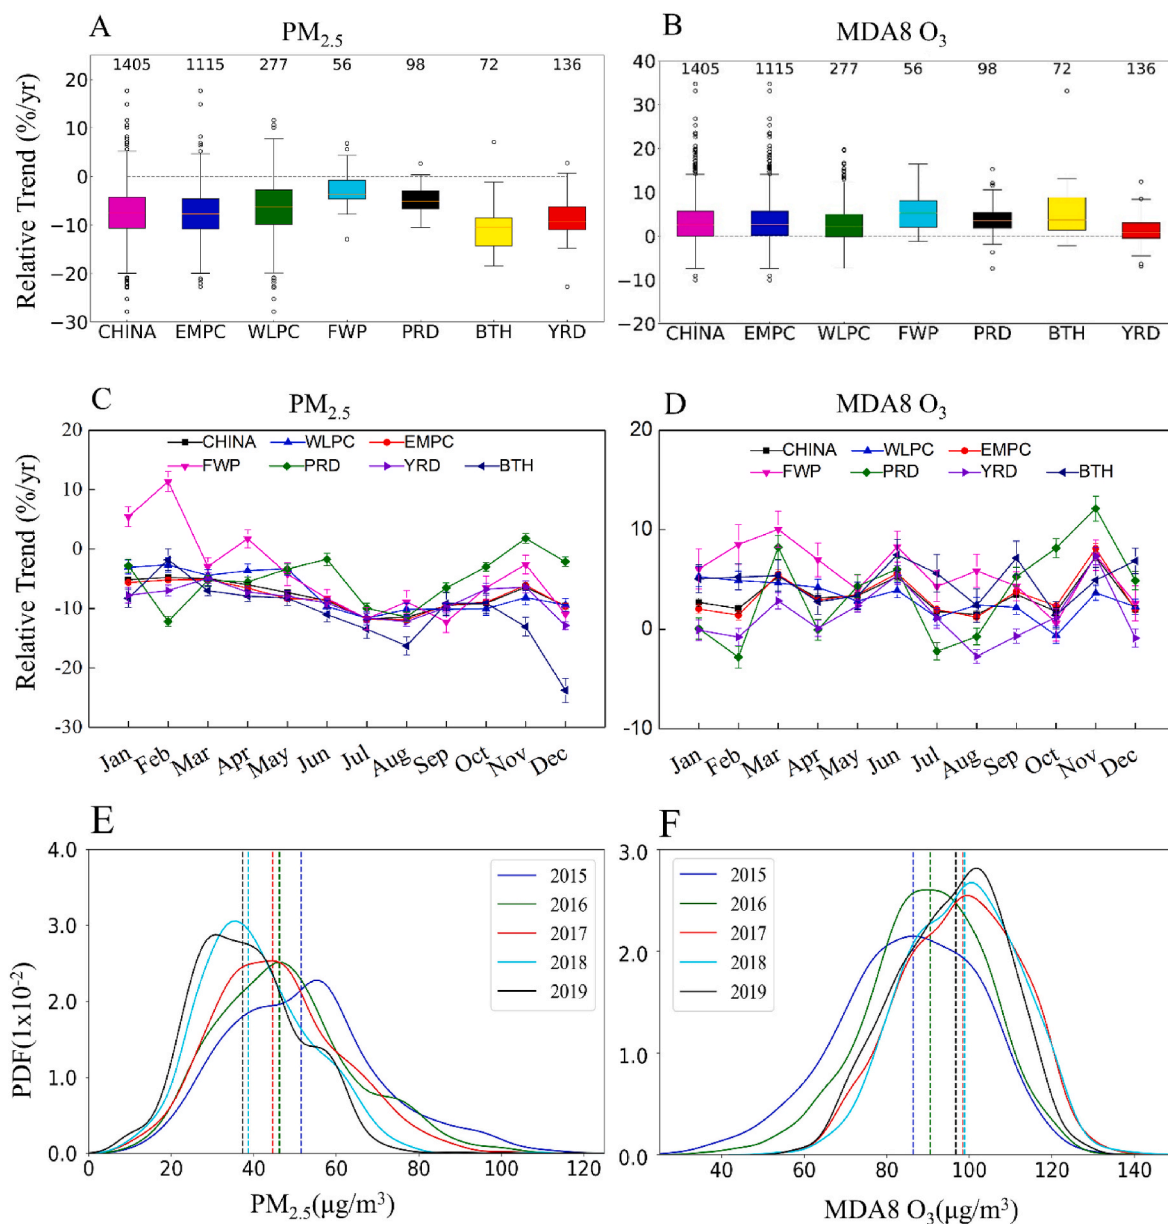 A PM2.5
B MDA8 O3
Relative Trend (%/yr)
20
10
0
−10
−20
−30
1405 1115 277 56 98 72 136
CHINA EMPC WLPC FWP PRD BTH YRD
Relative Trend (%/yr)
40
30
20
10
0
−10
−20
1405 1115 277 56 98 72 136
CHINA EMPC WLPC FWP PRD BTH YRD
C PM2.5
D MDA8 O3
Relative Trend (%/yr)
20
10
0
-10
-20
-30
CHINA WLPC EMPC
FWP PRD YRD BTH
Jan Feb Mar Apr May Jun Jul Aug Sep Oct Nov Dec
20
10
0
-10
CHINA WLPC EMPC
FWP PRD YRD BTH
Jan Feb Mar Apr May Jun Jul Aug Sep Oct Nov Dec
E
F
PDF(1x10-2)
4.0
3.0
2.0
1.0
0.0
2015
2016
2017
2018
2019
0 20 40 60 80 100 120
PM2.5(μg/m3)
3.0
2.0
1.0
0.0
2015
2016
2017
2018
2019
40 60 80 100 120 140
MDA8 O3(μg/m3)